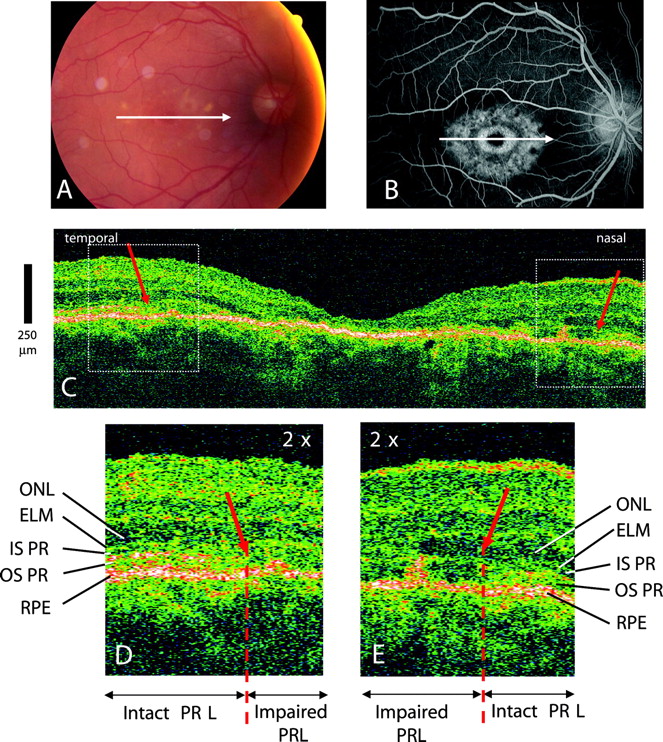 A
B
temporal
nasal
250
μm
C
2 x
2 x
ONL
ELM
IS PR
OS PR
RPE
ONL
ELM
IS PR
OS PR
RPE
D
E
Intact PR L
Impaired
PRL
Impaired
PRL
Intact PR L